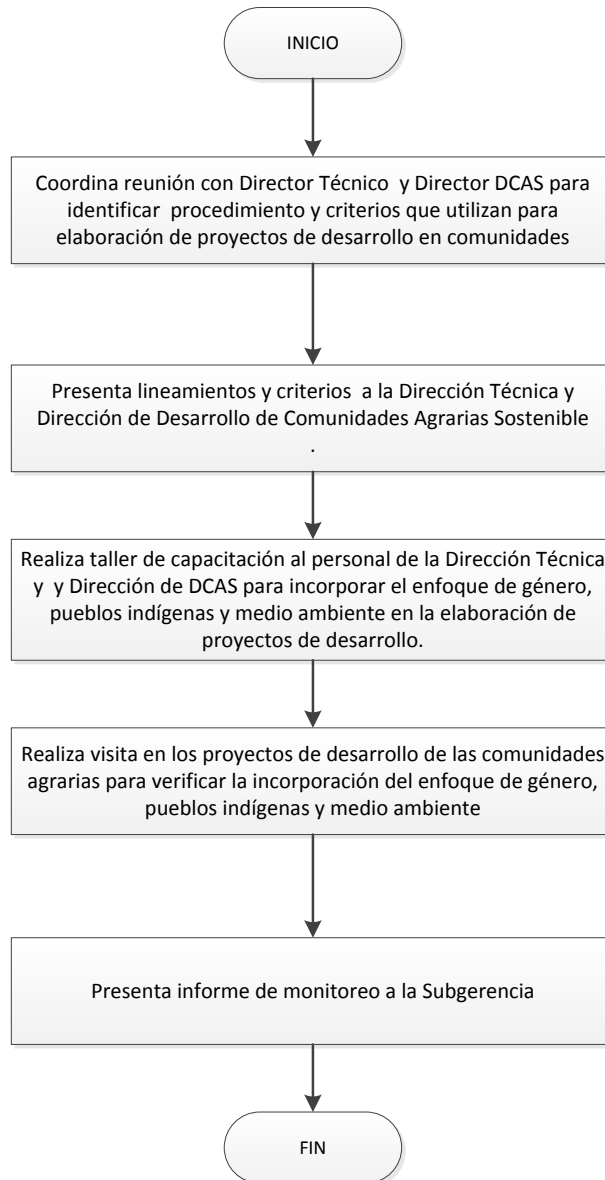 INICIO
Coordina reunión con Director Técnico y Director DCAS para
identificar procedimiento y criterios que utilizan para
elaboración de proyectos de desarrollo en comunidades
Presenta lineamientos y criterios a la Dirección Técnica y
Dirección de Desarrollo de Comunidades Agrarias Sostenible
.
Realiza taller de capacitación al personal de la Dirección Técnica
y y Dirección de DCAS para incorporar el enfoque de género,
pueblos indígenas y medio ambiente en la elaboración de
proyectos de desarrollo.
Realiza visita en los proyectos de desarrollo de las comunidades
agrarias para verificar la incorporación del enfoque de género,
pueblos indígenas y medio ambiente
Presenta informe de monitoreo a la Subgerencia
FIN